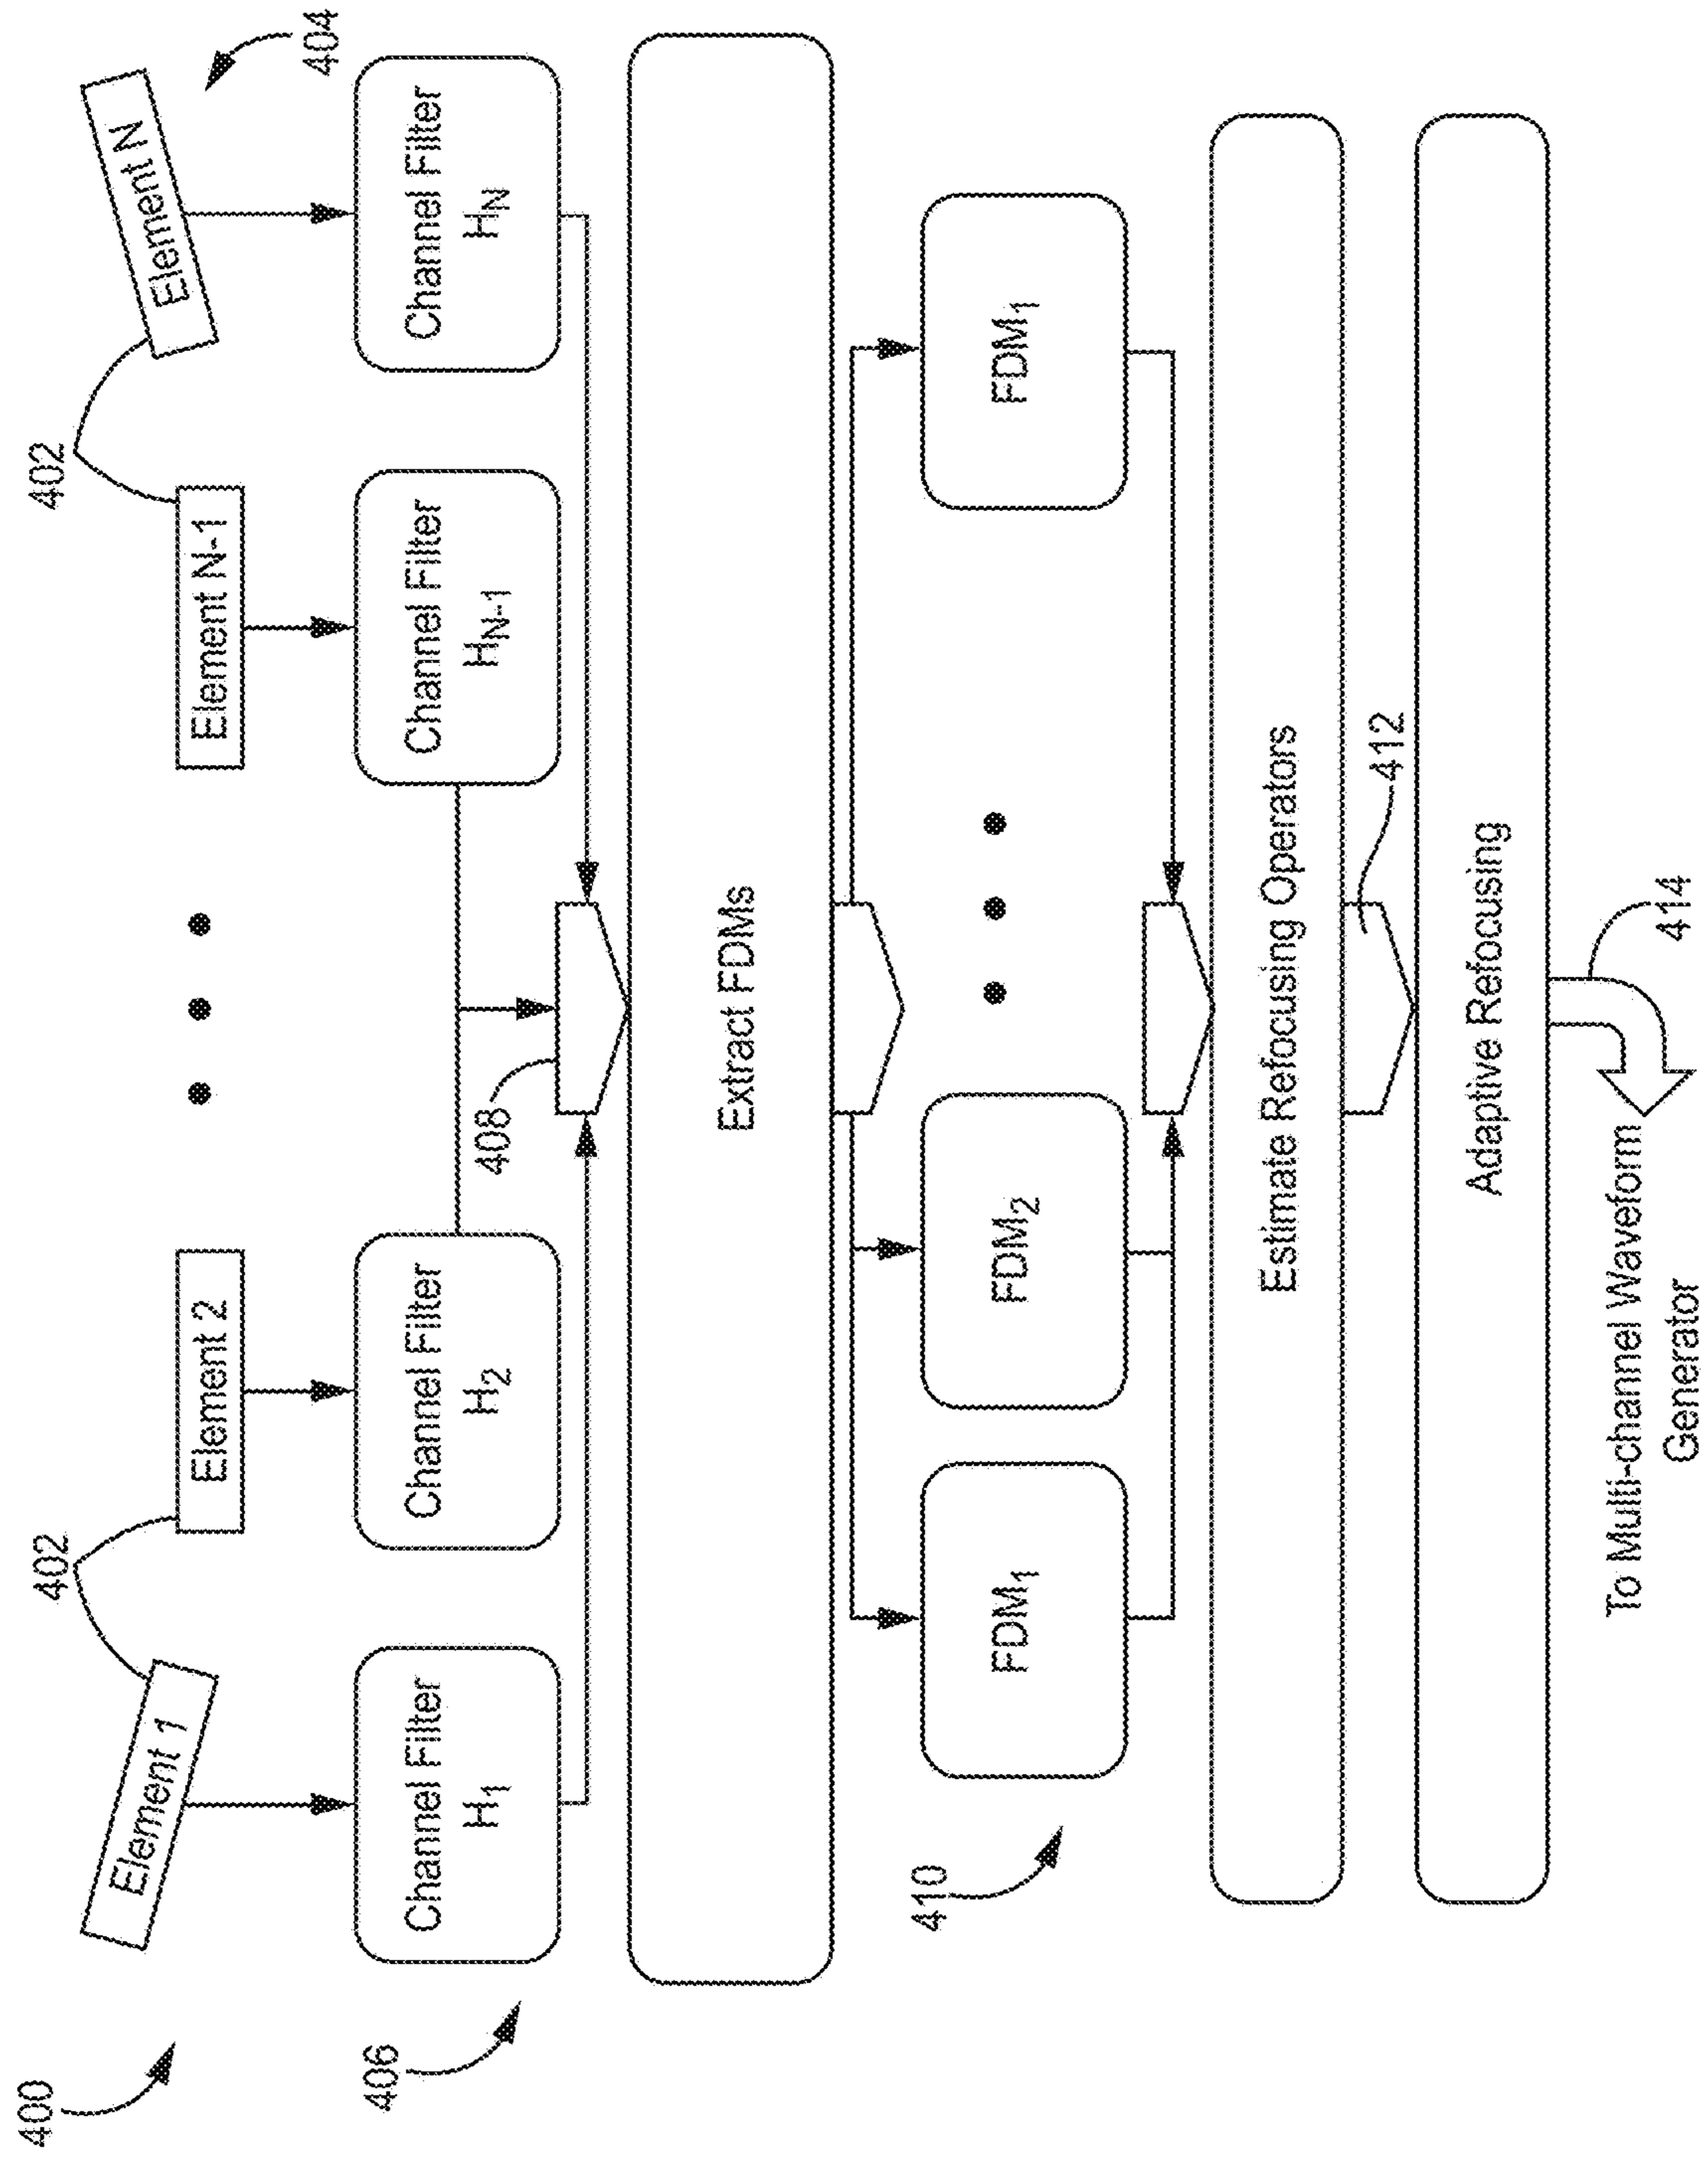 400
402
402
404
Element 1
Element 2
Element N-1
Element N
406
Channel Filter
H1
Channel Filter
H2
Channel Filter
HN-1
Channel Filter
HN
408
Extract FDMs
410
FDM1
FDM2
FDM1
Estimate Refocusing Operators
412
Adaptive Refocusing
414
To Multi-channel Waveform
Generator